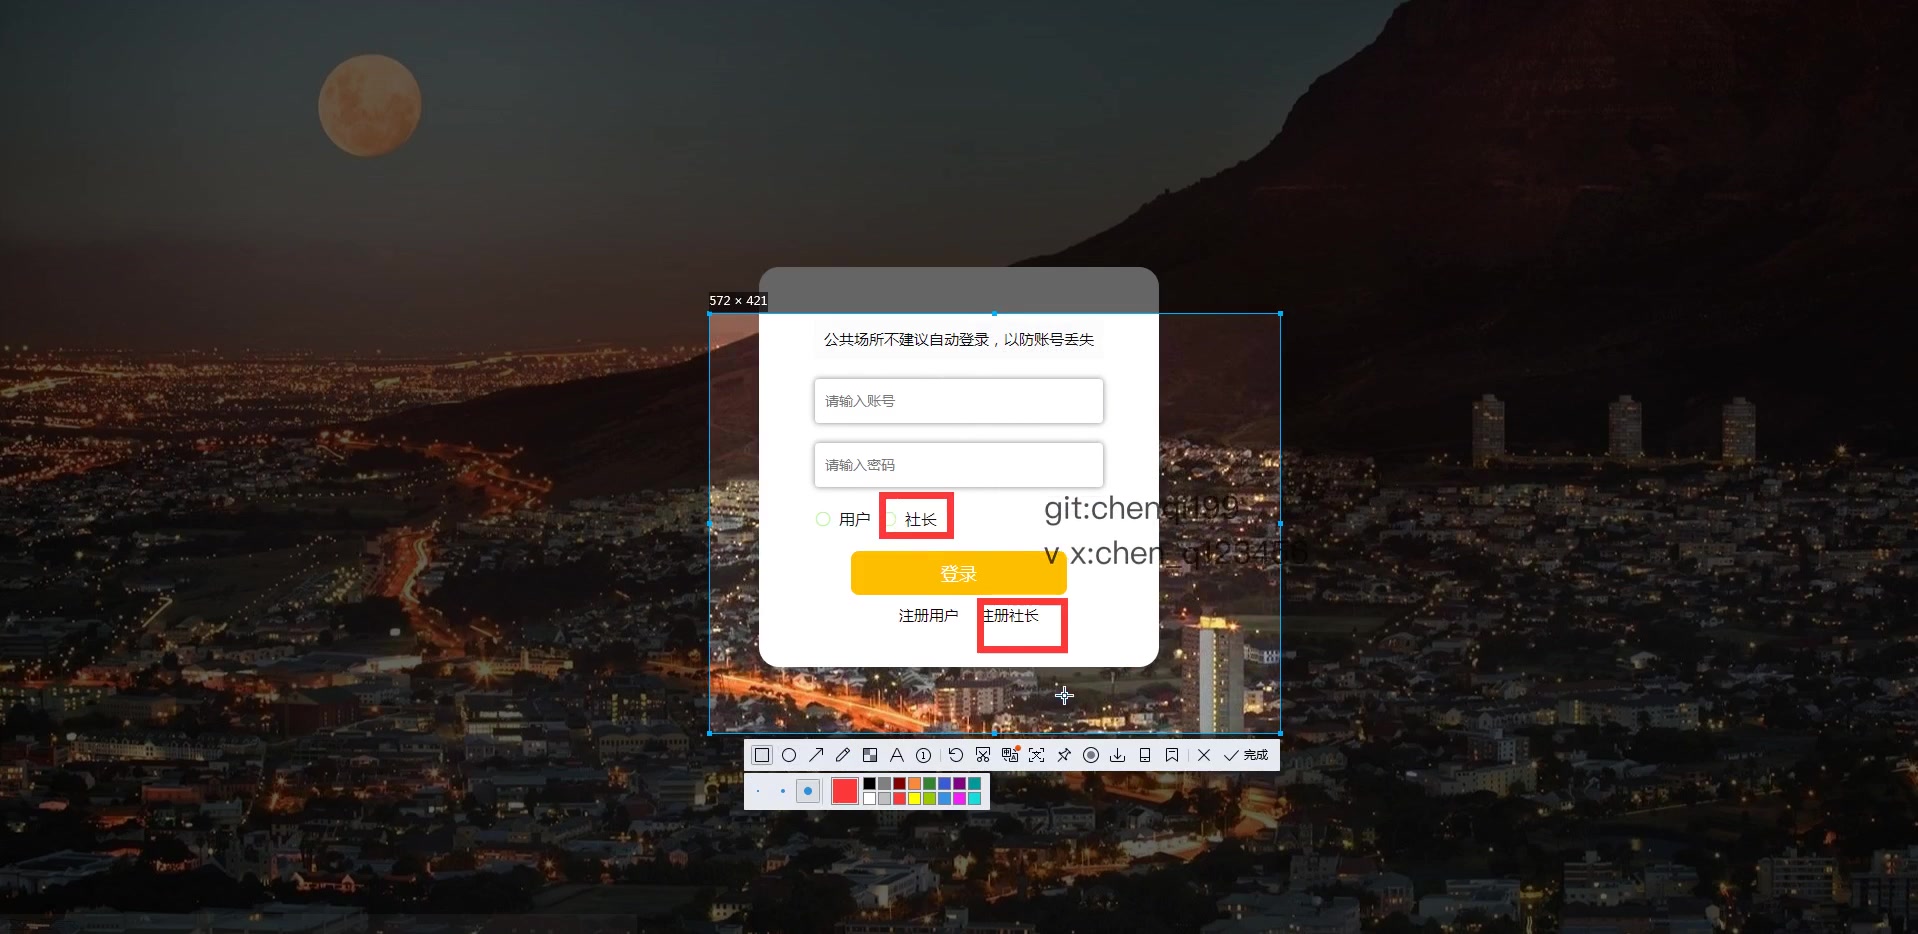 572 × 421
公共场所不建议自动登录，以防账号丢失
请输入账号
请输入密码
用户 社长
git:chenqi199
v x:chen_q123456
登录
注册用户 注册社长
完成